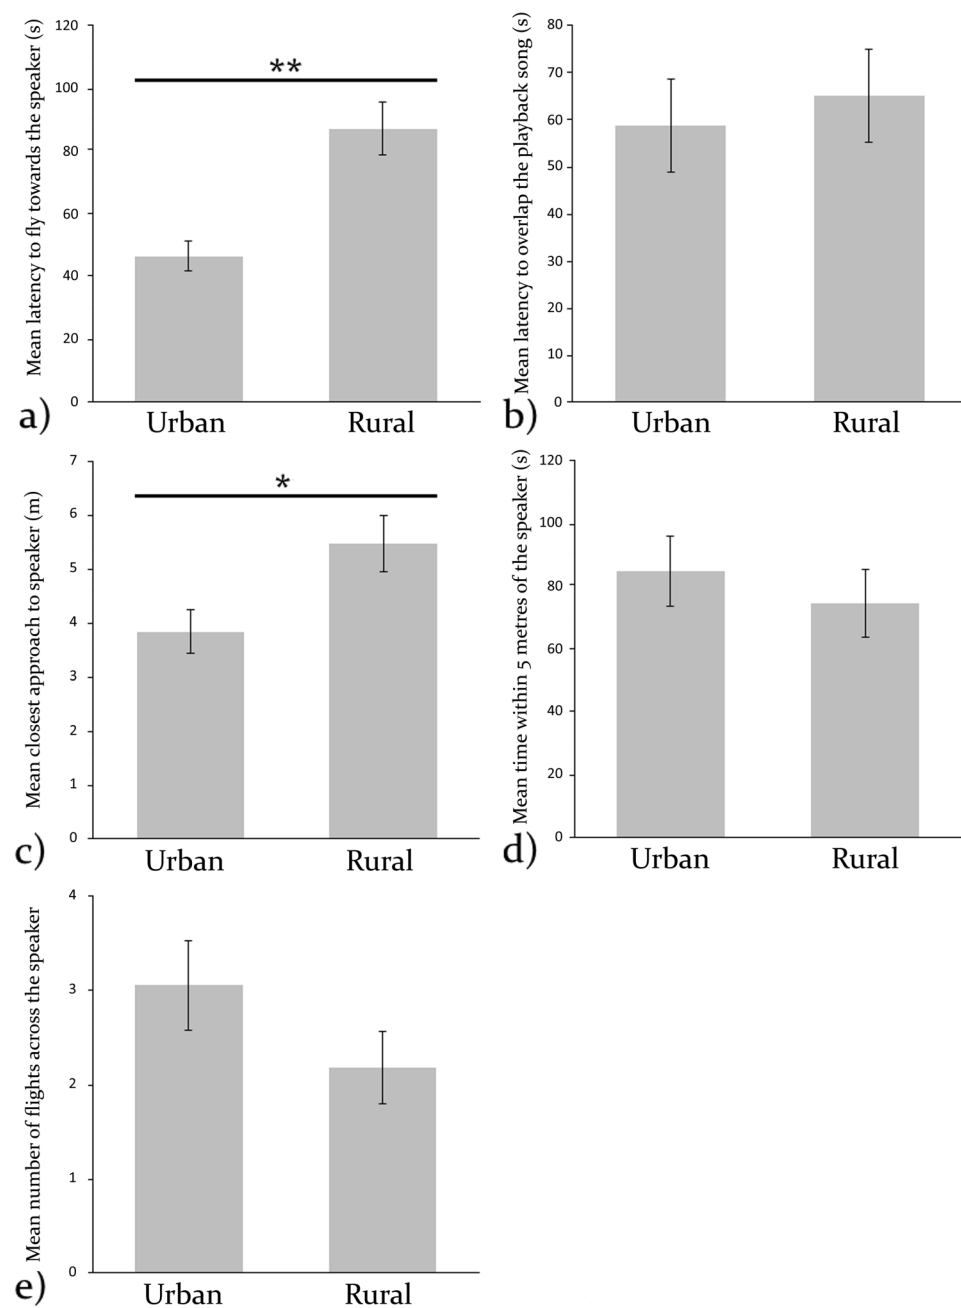 Mean latency to fly towards the speaker (s)
120
100
80
60
40
20
0
**
a)
Urban
Rural
Mean latency to overlap the playback song (s)
80
70
60
50
40
30
20
10
0
b)
Urban
Rural
Mean closest approach to speaker (m)
7
6
5
4
3
2
1
0
*
c)
Urban
Rural
Mean time within 5 metres of the speaker (s)
120
100
80
60
40
20
0
d)
Urban
Rural
Mean number of flights across the speaker
4
3
2
1
0
e)
Urban
Rural